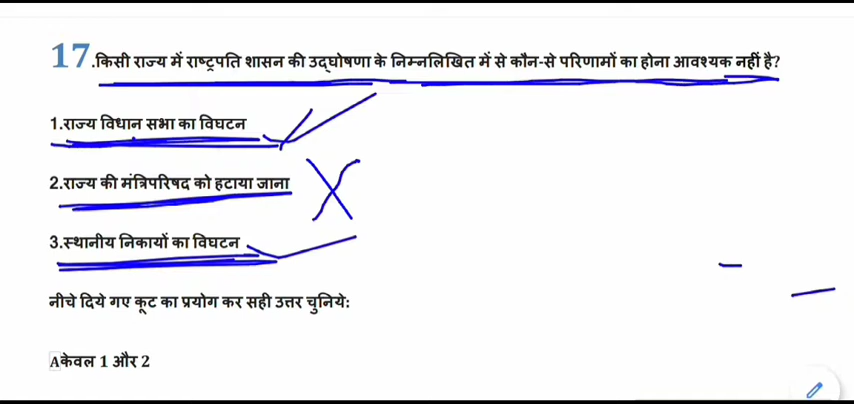 17.किसी राज्य में राष्ट्रपति शासन की उद्घोषणा के निम्नलिखित में से कौन-से परिणामों का होना आवश्यक नहीं है?
1.राज्य विधान सभा का विघटन
2.राज्य की मंत्रिपरिषद को हटाया जाना
3.स्थानीय निकायों का विघटन
नीचे दिये गए कूट का प्रयोग कर सही उत्तर चुनिये:
Aकेवल 1 और 2